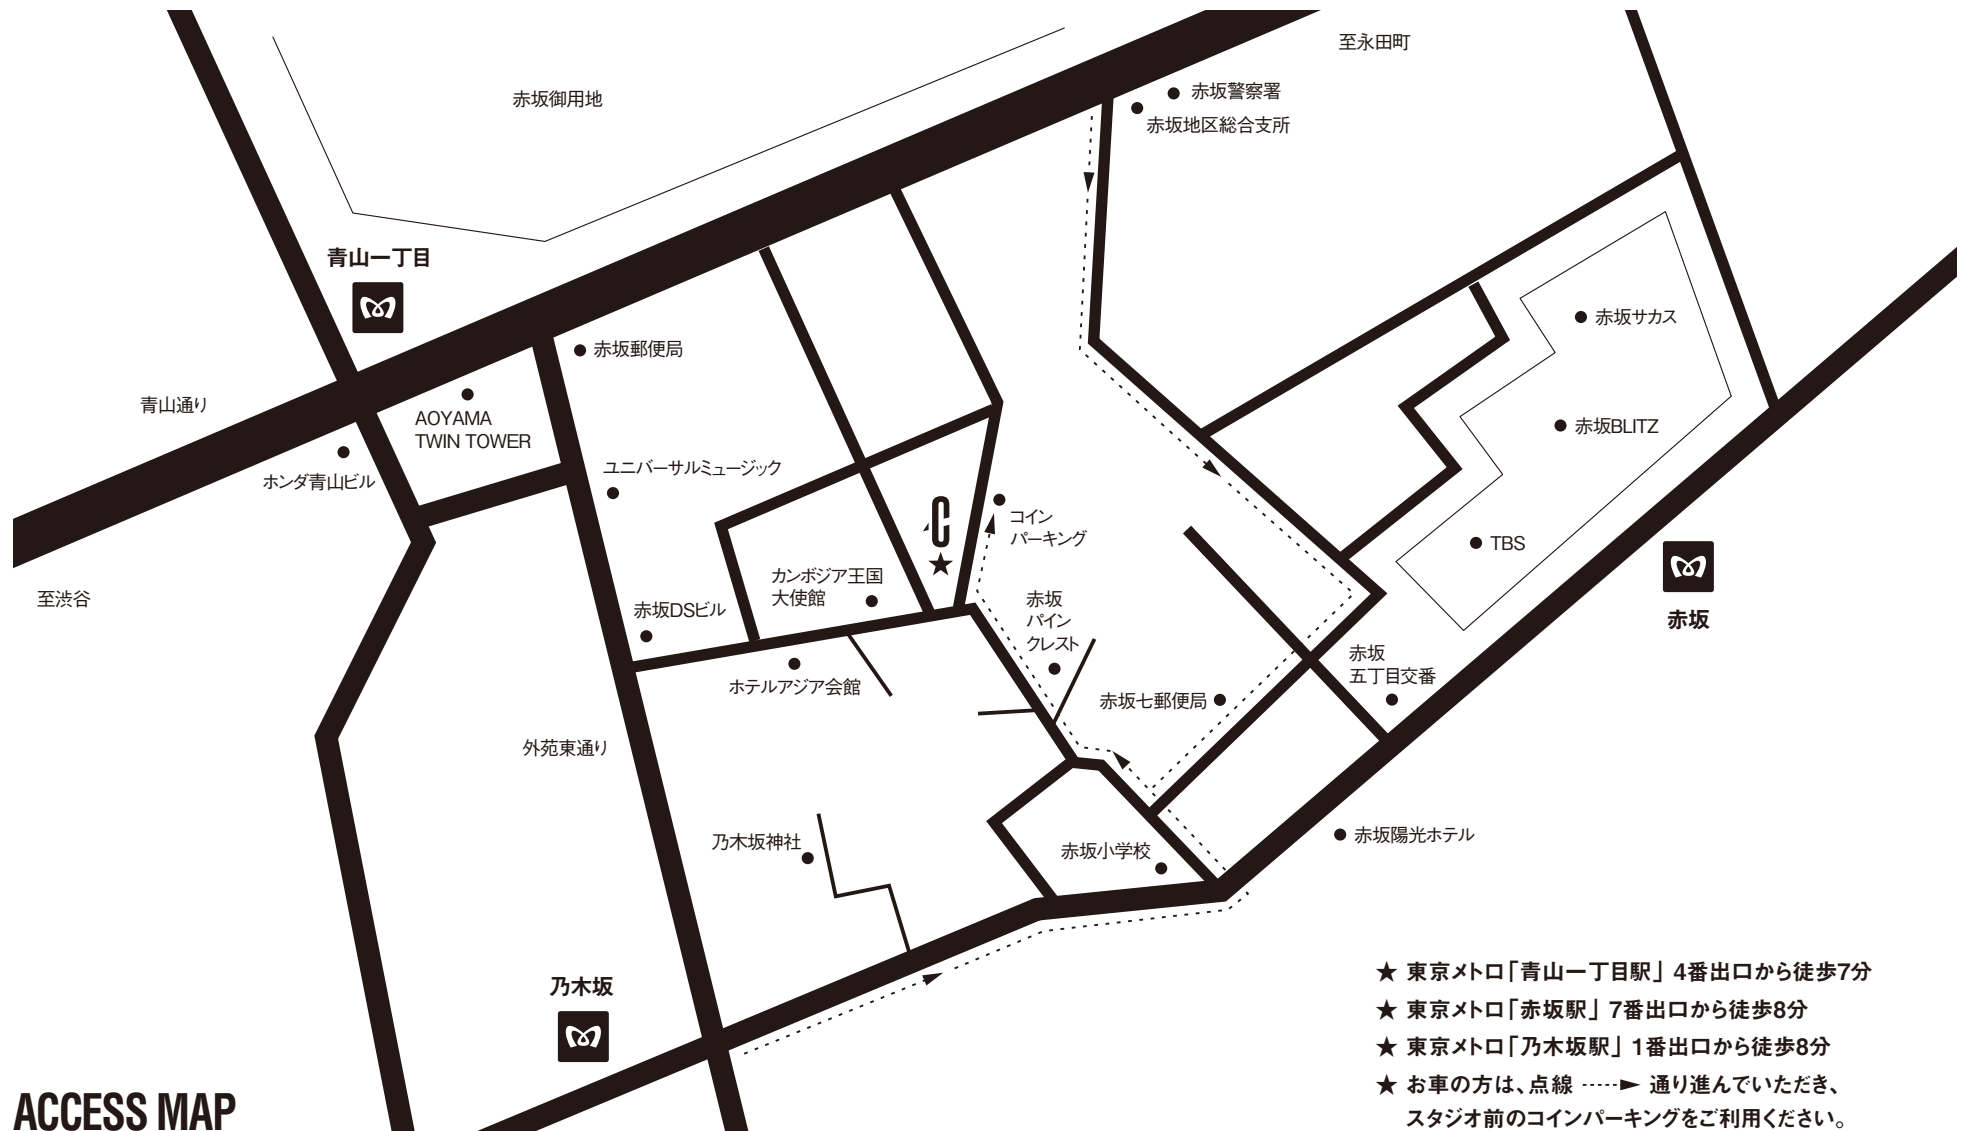 至永田町
赤坂警察署
赤坂地区総合支所
赤坂御用地
青山一丁目
赤坂サカス
赤坂郵便局
青山通り
AOYAMA
TWIN TOWER
赤坂BLITZ
ホンダ青山ビル
ユニバーサルミュージック
C
コイン
パーキング
TBS
カンボジア王国
大使館
至渋谷
赤坂DSビル
赤坂
パイン
クレスト
赤坂
赤坂
五丁目交番
ホテルアジア会館
赤坂七郵便局
外苑東通り
乃木坂神社
赤坂小学校
赤坂陽光ホテル
乃木坂
★ 東京メトロ「青山一丁目駅」 4番出口から徒歩7分
★ 東京メトロ「赤坂駅」 7番出口から徒歩8分
★ 東京メトロ「乃木坂駅」 1番出口から徒歩8分
★ お車の方は、点線 ┄┄► 通り進んでいただき、
スタジオ前のコインパーキングをご利用ください。
ACCESS MAP